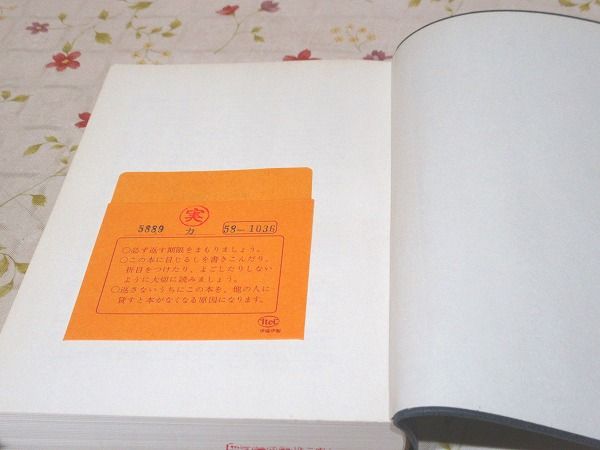 実
5889 カ 58- 1036
○必ず返す期限をまもりましょう。
○この本に目じるしを書きこんだり、
折目をつけたり、よごしたりしない
ように大切に読みましょう。
○返さないうちにこの本を、他の人に
貸すと本がなくなる原因になります。
itec
伊藤伊製